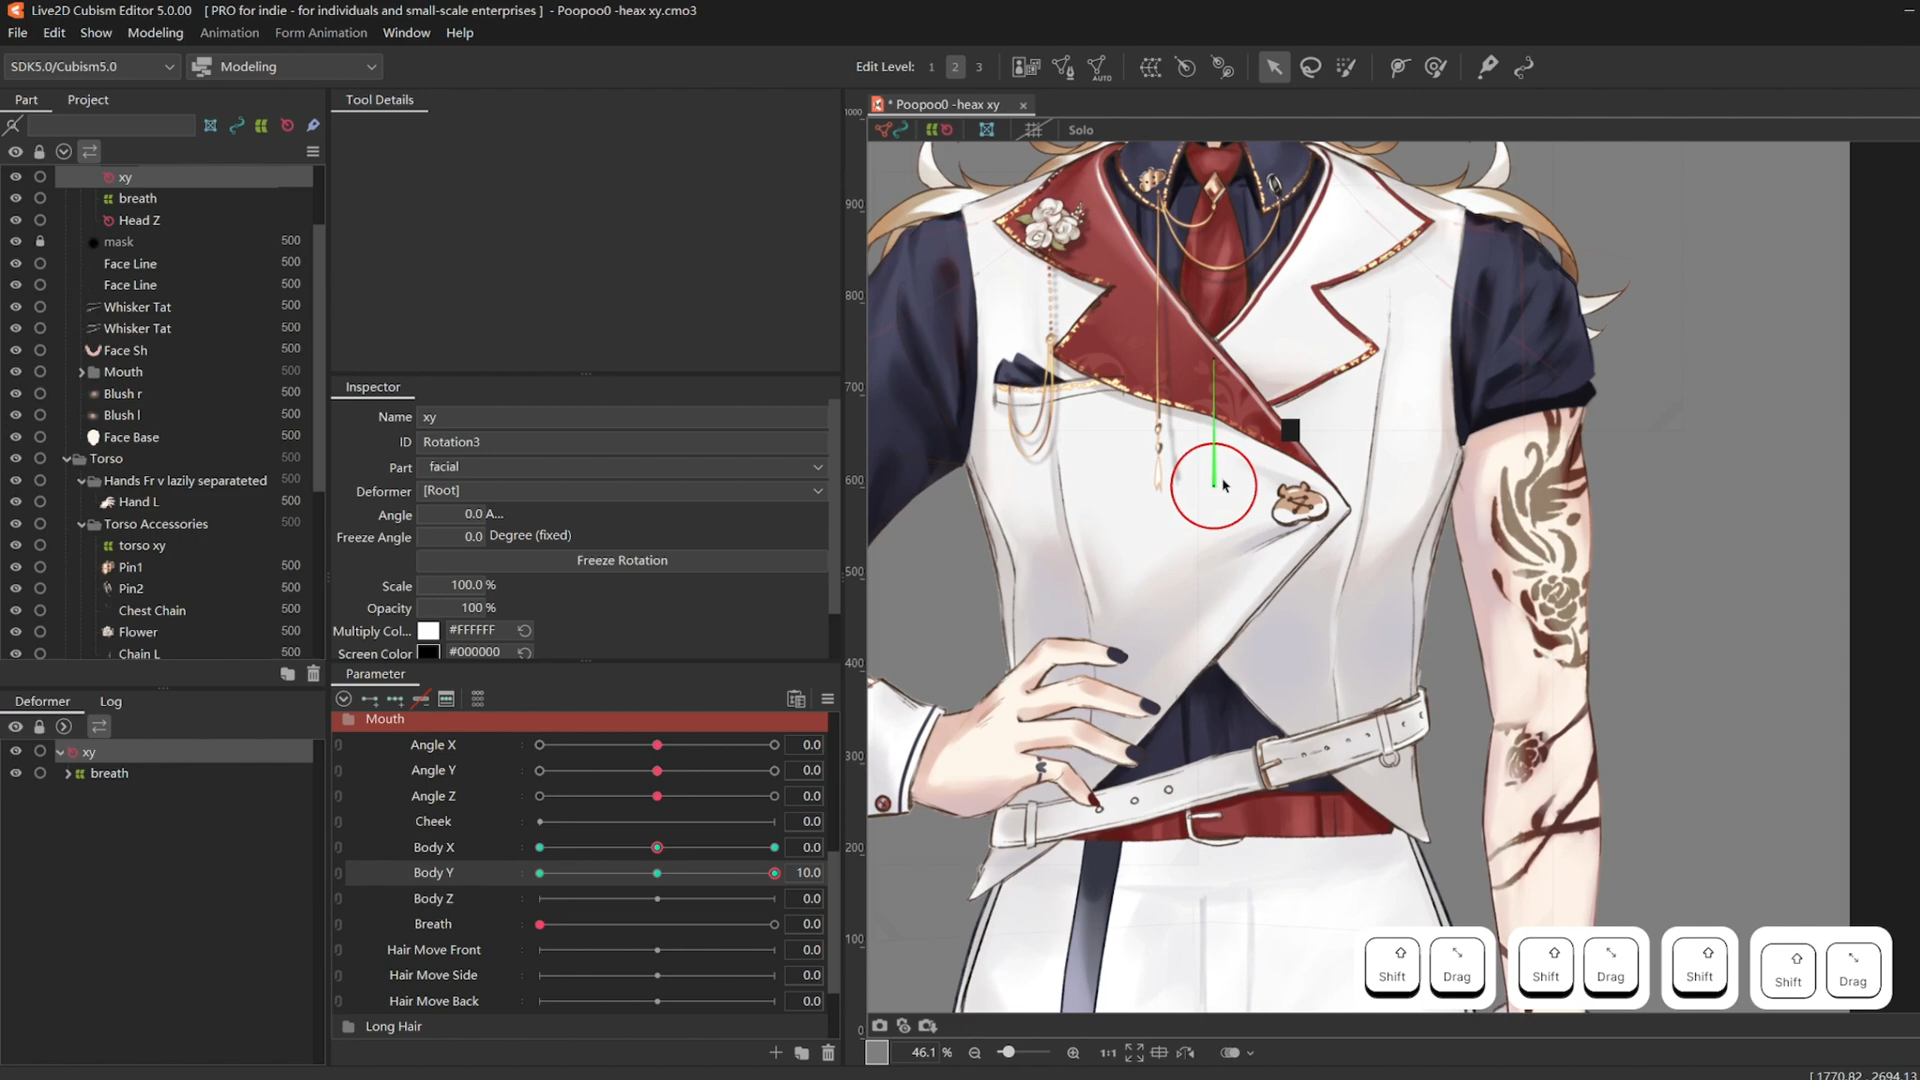 Live2D Cubism Editor 5.0.00 [ PRO for indie - for individuals and small-scale enterprises ] - Poopoo0 -heax xy.cmo3
File Edit Show Modeling Animation Form Animation Window Help
SDK5.0/Cubism5.0 Modeling Edit Level: 1 2 3 AUTO
Part Project
xy
breath
Head Z
mask 500
Face Line 500
Face Line 500
Whisker Tat 500
Whisker Tat 500
Face Sh 500
Mouth 500
Blush r 500
Blush l 500
Face Base 500
Torso 500
Hands Fr v lazily separateted 500
Hand L 500
Torso Accessories 500
torso xy
Pin1 500
Pin2 500
Chest Chain 500
Flower 500
Chain L 500
Deformer Log
xy
breath
Tool Details
Inspector
Name xy
ID Rotation3
Part facial
Deformer [Root]
Angle 0.0 A...
Freeze Angle 0.0 Degree (fixed)
Freeze Rotation
Scale 100.0 %
Opacity 100 %
Multiply Col... #FFFFFF
Screen Color #000000
Parameter
Mouth
Angle X : 0.0
Angle Y : 0.0
Angle Z : 0.0
Cheek : 0.0
Body X : 0.0
Body Y : 10.0
Body Z : 0.0
Breath : 0.0
Hair Move Front : 0.0
Hair Move Side : 0.0
Hair Move Back : 0.0
Long Hair
* Poopoo0 -heax xy
Solo
1000
900
800
700
600
500
400
300
200
100
0
Shift Drag Shift Drag Shift Shift Drag
46.1 % 1:1
[ 1770.82 , 2694.13